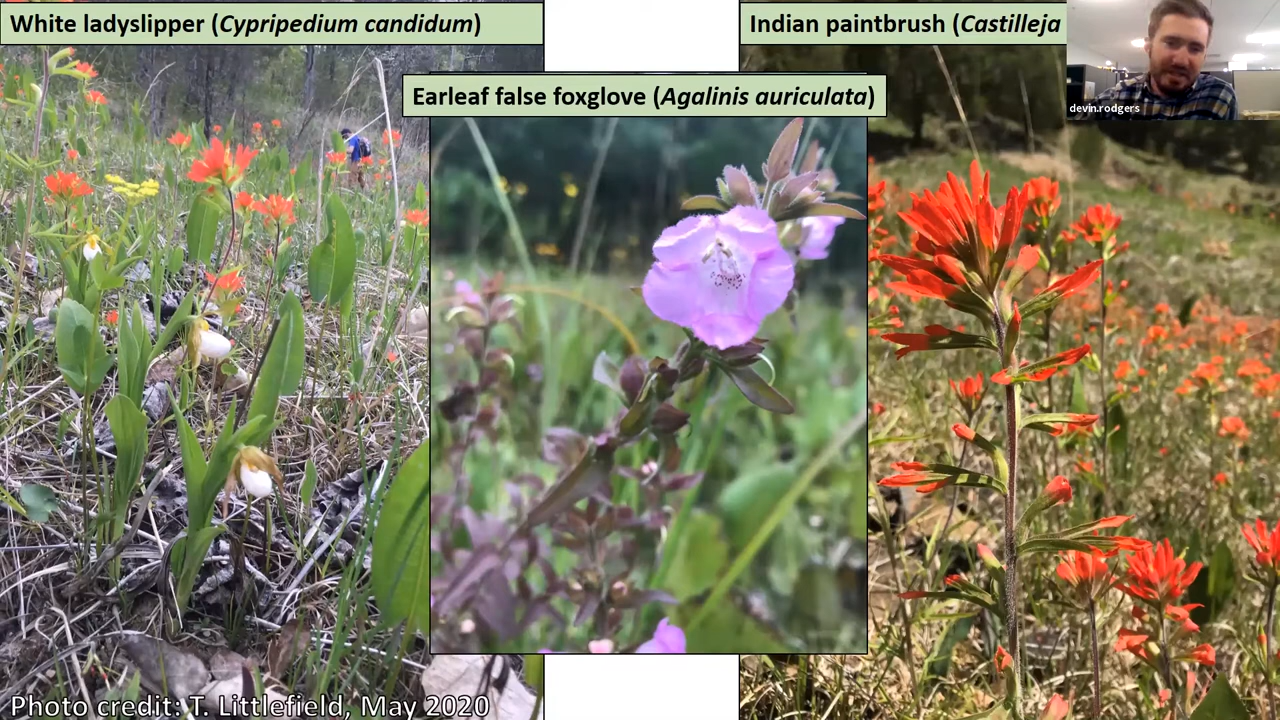 White ladyslipper (Cypripedium candidum)
Indian paintbrush (Castilleja
devin.rodgers
Earleaf false foxglove (Agalinis auriculata)
Photo credit: T. Littlefield, May 2020